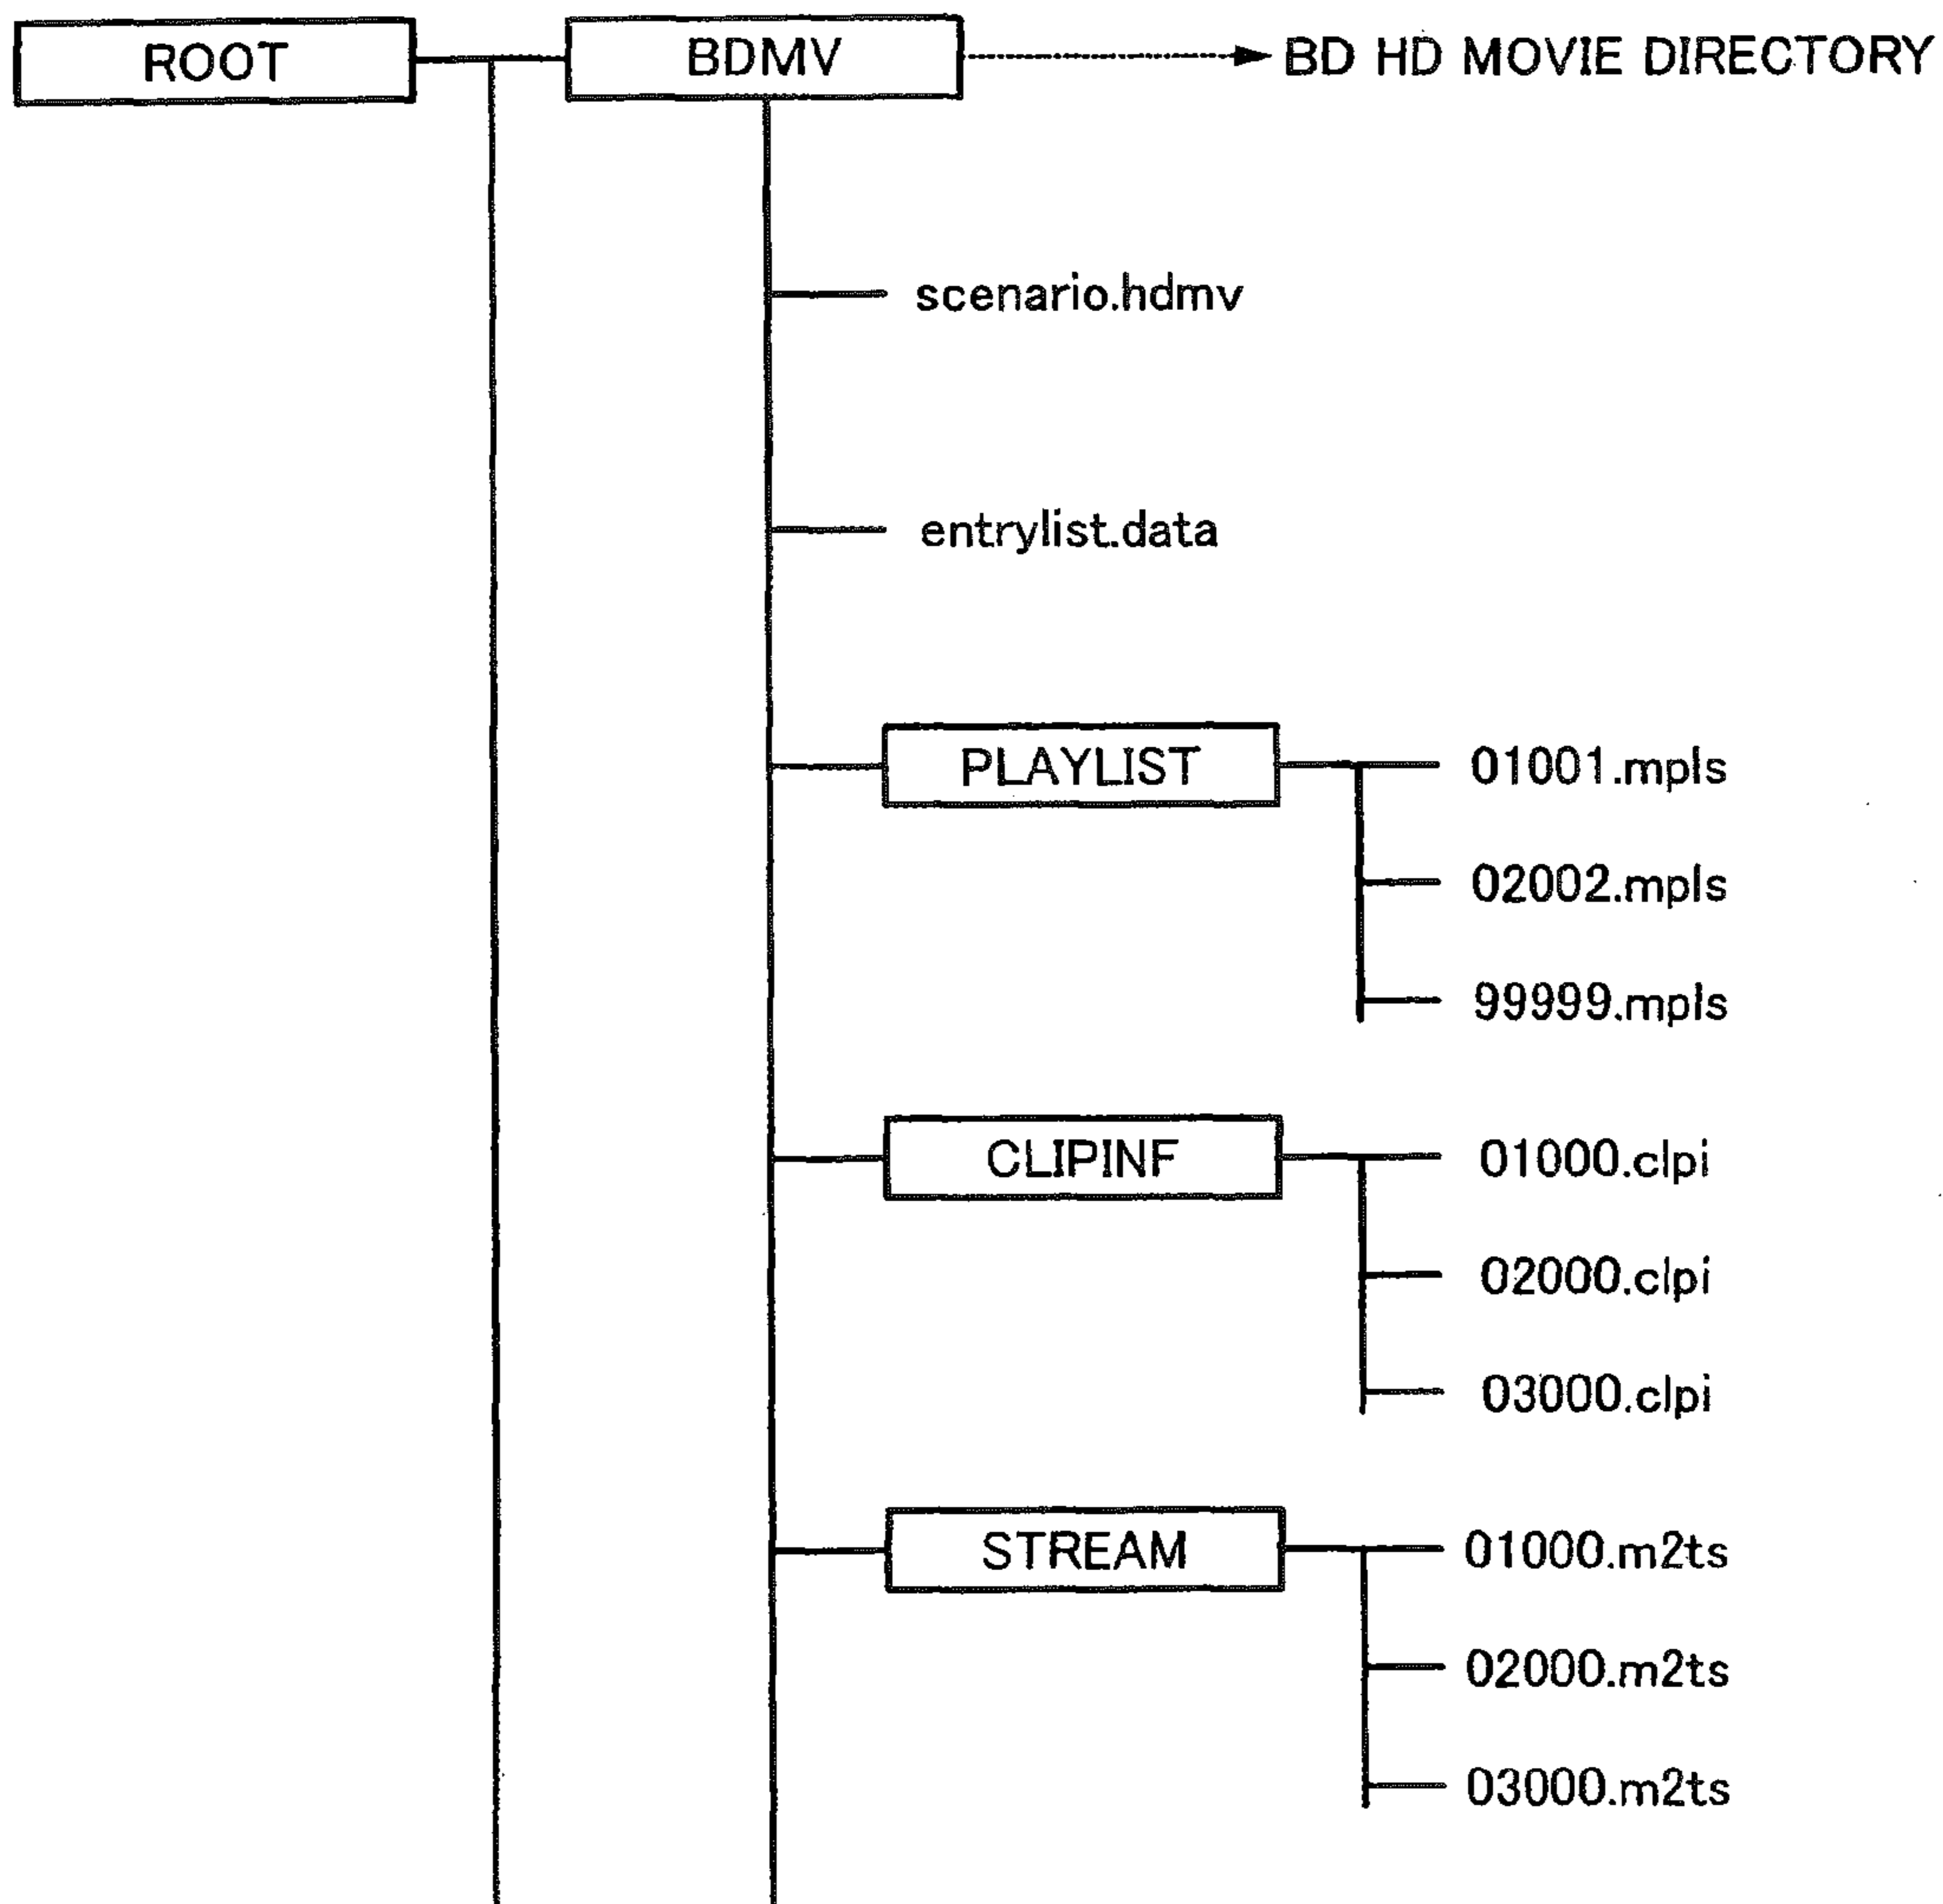 ROOT
BDMV
BD HD MOVIE DIRECTORY
scenario.hdmv
entrylist.data
PLAYLIST
01001.mpls
02002.mpls
99999.mpls
CLIPINF
01000.clpi
02000.clpi
03000.clpi
STREAM
01000.m2ts
02000.m2ts
03000.m2ts